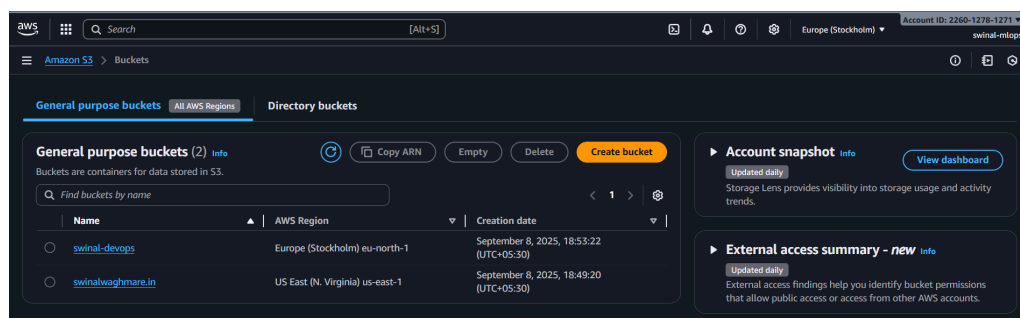 aws
Search [Alt+S]
Europe (Stockholm) ▼
Account ID: 2260-1278-1271 ▼
swinal-mlops
Amazon S3 > Buckets
General purpose buckets All AWS Regions
Directory buckets
General purpose buckets (2) Info
Copy ARN
Empty
Delete
Create bucket
Buckets are containers for data stored in S3.
Find buckets by name
< 1 >
Name AWS Region Creation date
swinal-devops Europe (Stockholm) eu-north-1 September 8, 2025, 18:53:22
(UTC+05:30)
swinalwaghmare.in US East (N. Virginia) us-east-1 September 8, 2025, 18:49:20
(UTC+05:30)
Account snapshot Info
View dashboard
Updated daily
Storage Lens provides visibility into storage usage and activity
trends.
External access summary - new Info
Updated daily
External access findings help you identify bucket permissions
that allow public access or access from other AWS accounts.